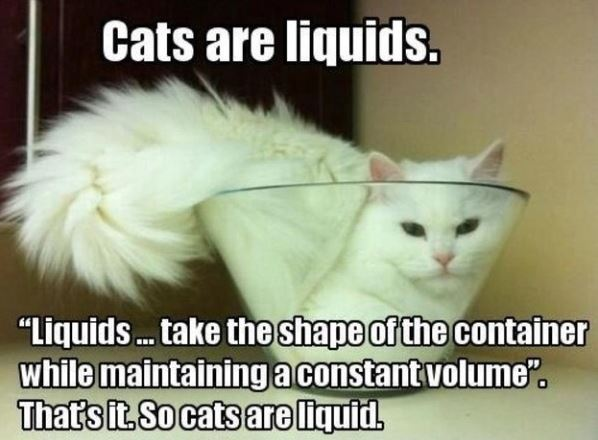 Cats are liquids.
“Liquids ... take the shape of the container
while maintaining a constant volume”.
That's it. So cats are liquid.